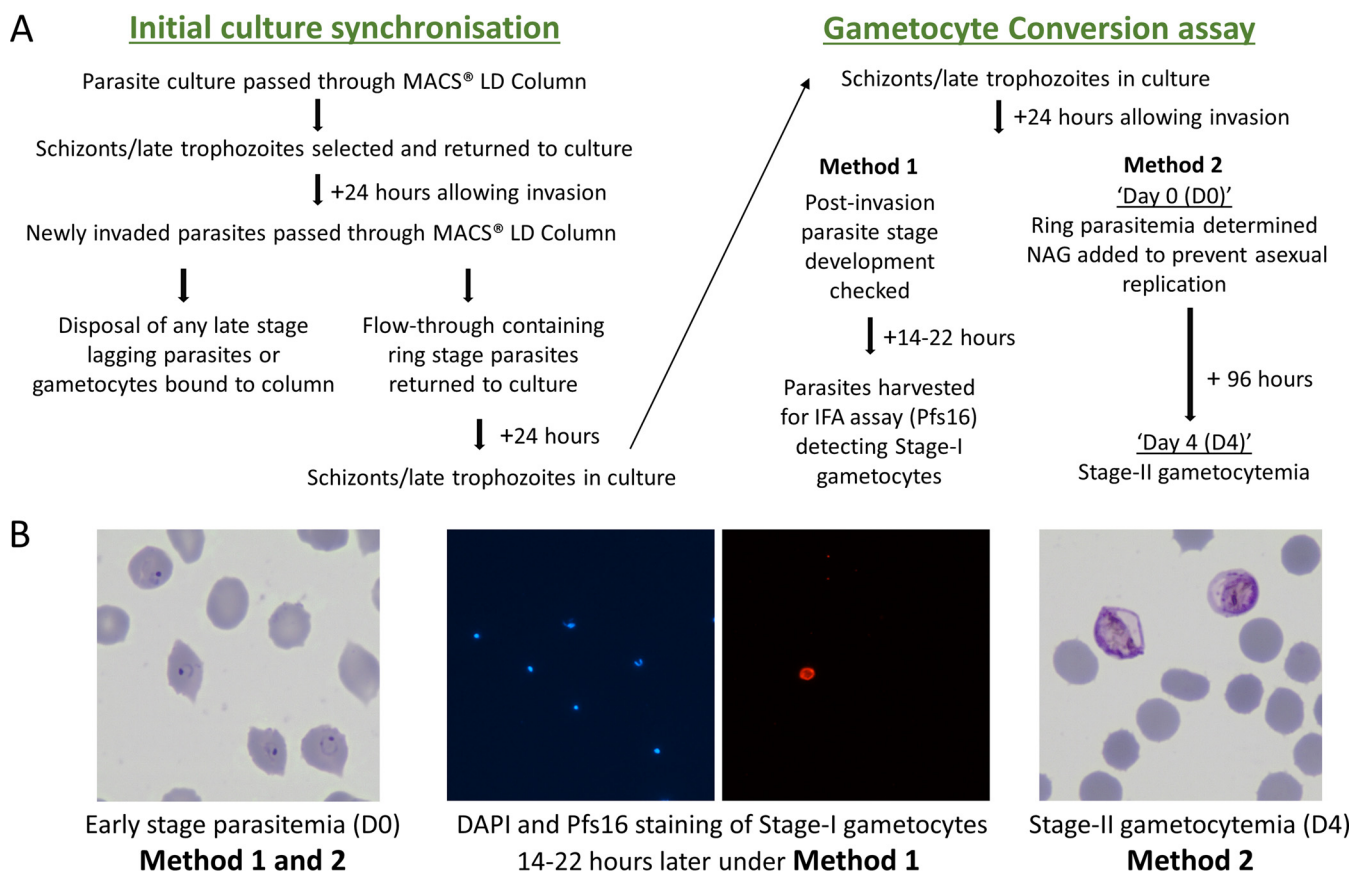 A
Initial culture synchronisation
Parasite culture passed through MACS® LD Column
Schizonts/late trophozoites selected and returned to culture
+24 hours allowing invasion
Newly invaded parasites passed through MACS® LD Column
Disposal of any late stage
lagging parasites or
gametocytes bound to column
Flow-through containing
ring stage parasites
returned to culture
+24 hours
Schizonts/late trophozoites in culture
Gametocyte Conversion assay
Schizonts/late trophozoites in culture
+24 hours allowing invasion
Method 1
Post-invasion
parasite stage
development
checked
+14-22 hours
Parasites harvested
for IFA assay (Pfs16)
detecting Stage-I
gametocytes
Method 2
‘Day 0 (D0)’
Ring parasitemia determined
NAG added to prevent asexual
replication
+ 96 hours
‘Day 4 (D4)’
Stage-II gametocytemia
B
Early stage parasitemia (D0)
Method 1 and 2
DAPI and Pfs16 staining of Stage-I gametocytes
14-22 hours later under Method 1
Stage-II gametocytemia (D4)
Method 2